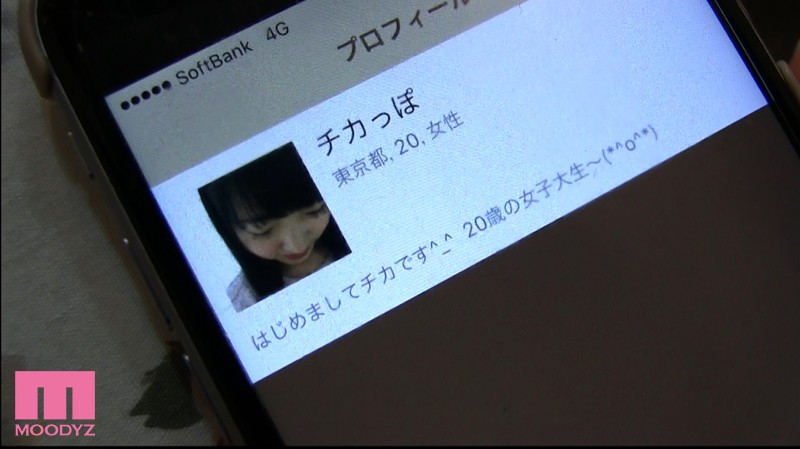 ●●●●● SoftBank 4G
プロフィール
チカっぽ
東京都, 20, 女性
はじめましてチカです^_^ 20歳の女子大生〜(*^o^*)
MOODYZ